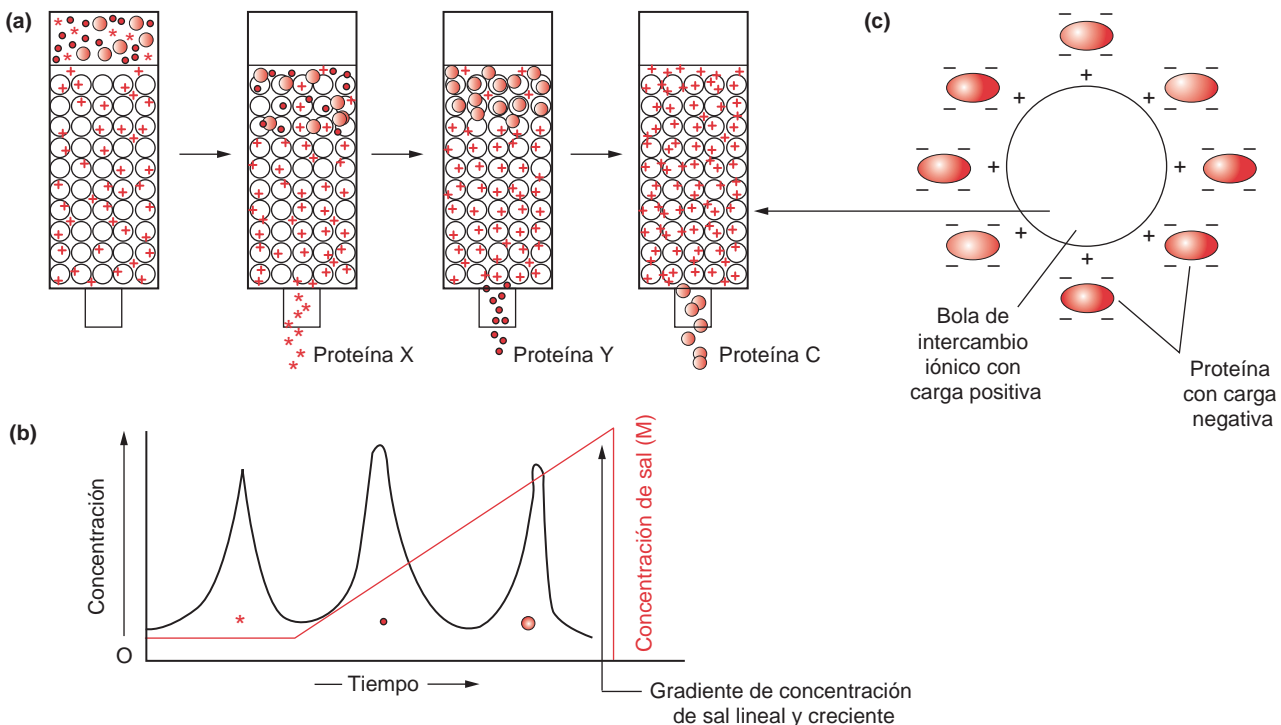 (a)
Proteína X
Proteína Y
Proteína C
(c)
Bola de
intercambio
iónico con
carga positiva
Proteína
con carga
negativa
(b)
Concentración
O
Tiempo
Concentración de sal (M)
Gradiente de concentración
de sal lineal y creciente